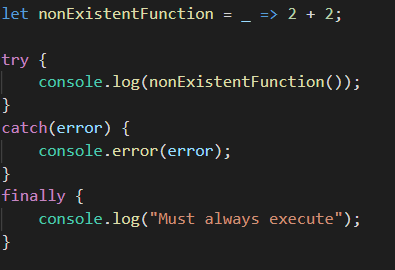 let nonExistentFunction = _ => 2 + 2;
try {
    console.log(nonExistentFunction());
}
catch(error) {
    console.error(error);
}
finally {
    console.log("Must always execute");
}